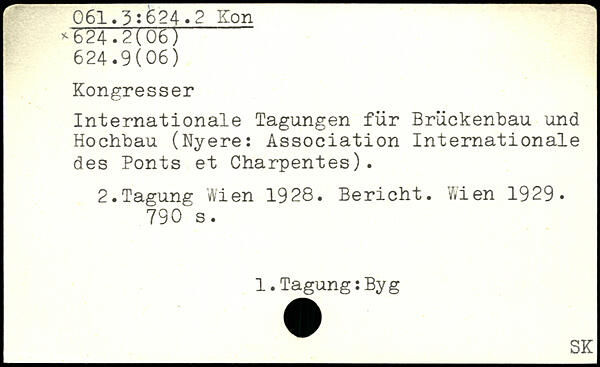 061.3:624.2 Kon
×624.2(06)
624.9(06)
Kongresser
Internationale Tagungen für Brückenbau und
Hochbau (Nyere: Association Internationale
des Ponts et Charpentes).
2.Tagung Wien 1928. Bericht. Wien 1929.
790 s.
1.Tagung:Byg
SK